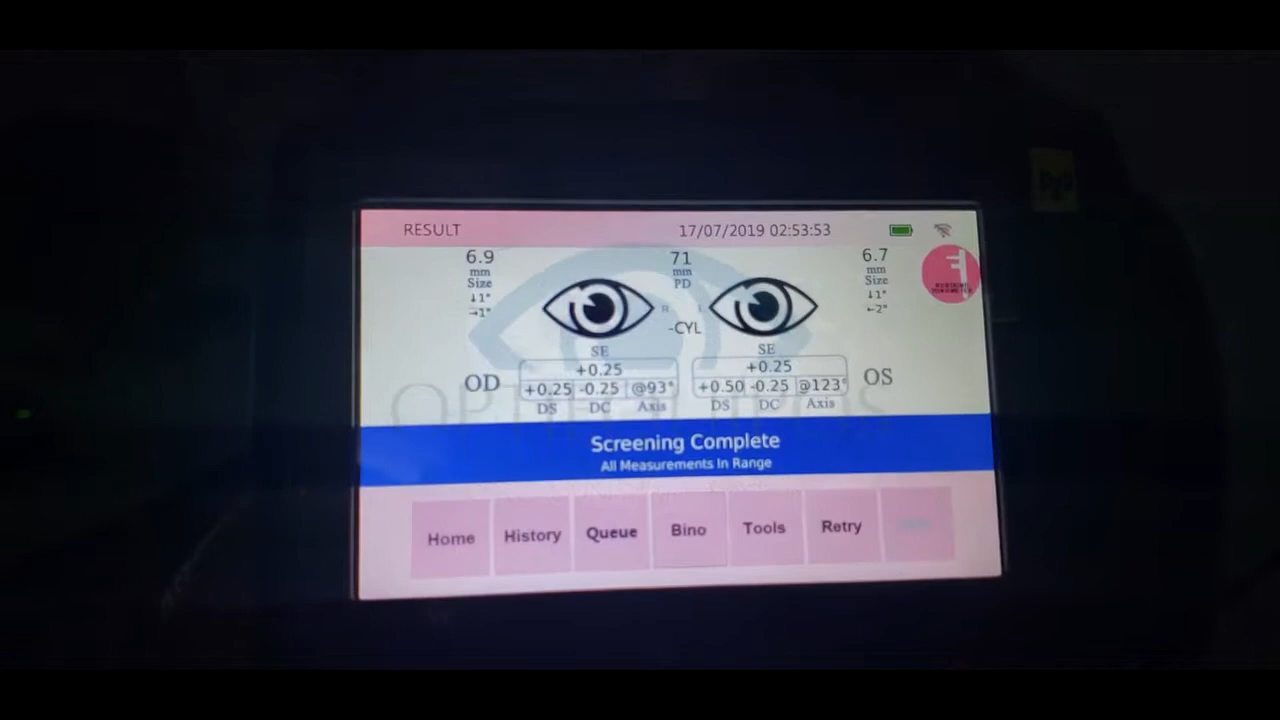 RESULT 17/07/2019 02:53:53
6.9 71 6.7
mm mm mm
Size PD Size
↓1° ↓1°
→1° R L ←2°
-CYL
SE SE
+0.25 +0.25
OD +0.25 -0.25 @93° +0.50 -0.25 @123° OS
DS DC Axis DS DC Axis
Screening Complete
All Measurements In Range
Home History Queue Bino Tools Retry